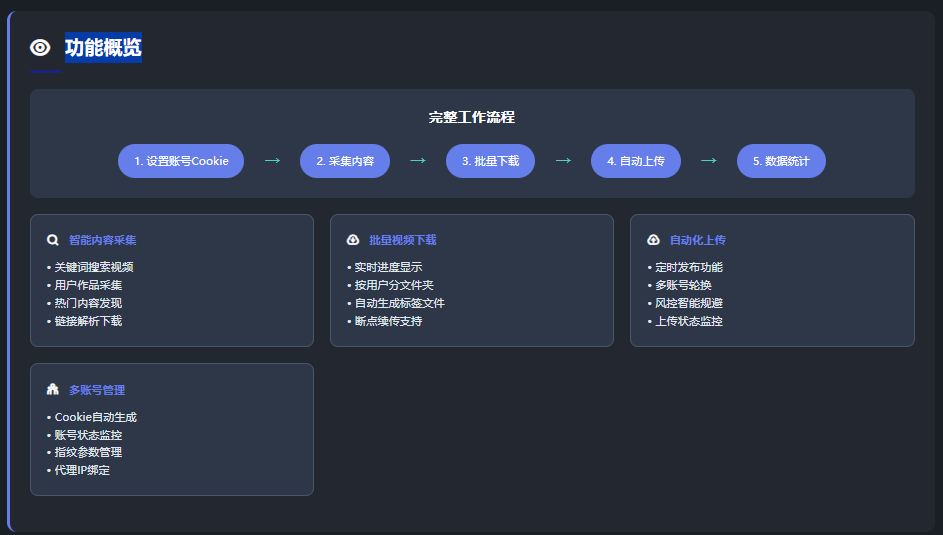 功能概览
完整工作流程
1. 设置账号Cookie → 2. 采集内容 → 3. 批量下载 → 4. 自动上传 → 5. 数据统计
智能内容采集
• 关键词搜索视频
• 用户作品采集
• 热门内容发现
• 链接解析下载
批量视频下载
• 实时进度显示
• 按用户分文件夹
• 自动生成标签文件
• 断点续传支持
自动化上传
• 定时发布功能
• 多账号轮换
• 风控智能规避
• 上传状态监控
多账号管理
• Cookie自动生成
• 账号状态监控
• 指纹参数管理
• 代理IP绑定